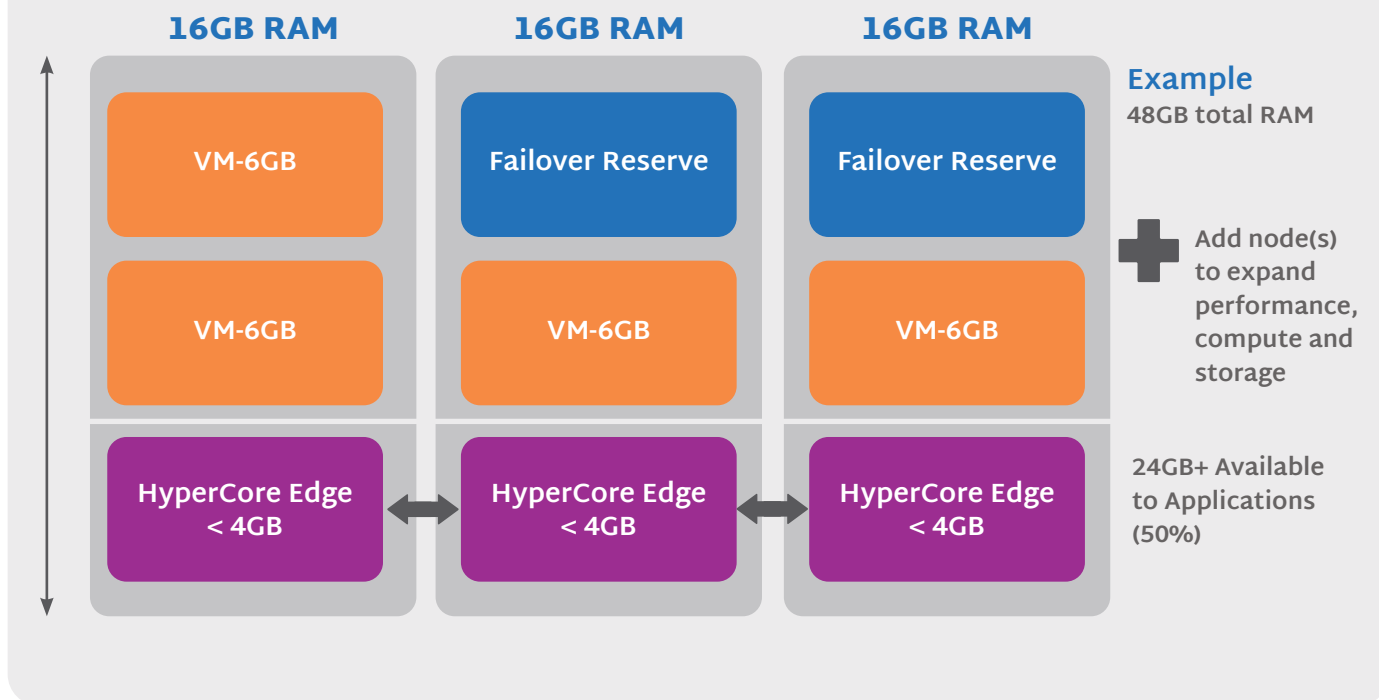 16GB RAM
16GB RAM
16GB RAM
Example
48GB total RAM
VM-6GB
Failover Reserve
Failover Reserve
Add node(s)
to expand
performance,
compute and
storage
VM-6GB
VM-6GB
VM-6GB
HyperCore Edge
< 4GB
HyperCore Edge
< 4GB
HyperCore Edge
< 4GB
24GB+ Available
to Applications
(50%)